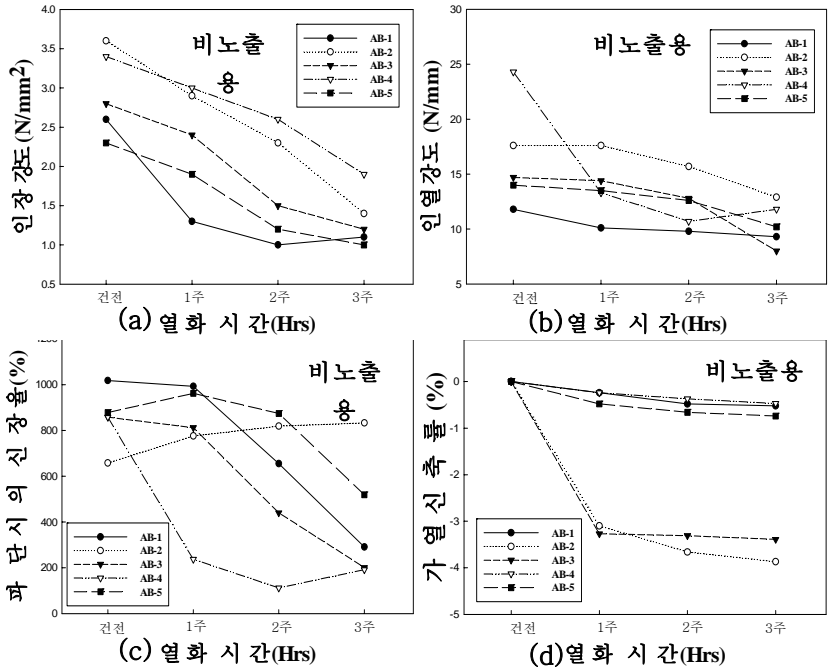 4.0
3.5
3.0
2.5
2.0
1.5
1.0
0.5
인장강도 (N/mm2)
비노출
용
AB-1
AB-2
AB-3
AB-4
AB-5
건전 1주 2주 3주
(a) 열화 시간(Hrs)
30
25
20
15
10
5
인열강도 (N/mm)
비노출용
AB-1
AB-2
AB-3
AB-4
AB-5
건전 1주 2주 3주
(b) 열화 시간(Hrs)
1200
1000
800
600
400
200
0
파 단시의 신장율(%)
비노출
용
AB-1
AB-2
AB-3
AB-4
AB-5
건전 1주 2주 3주
(c) 열화 시간(Hrs)
0
-1
-2
-3
-4
-5
가열신축률 (%)
비노출용
AB-1
AB-2
AB-3
AB-4
AB-5
건전 1주 2주 3주
(d) 열화 시간(Hrs)